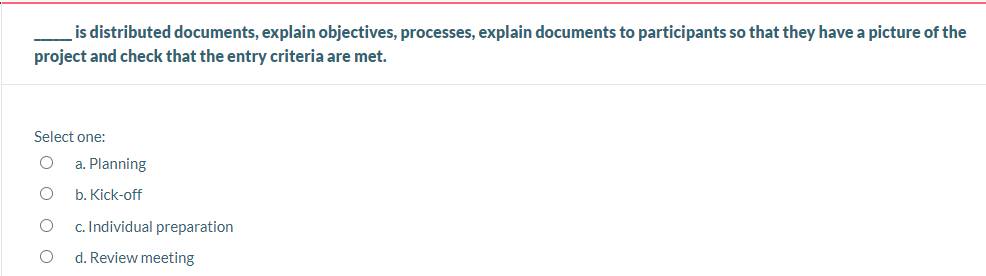 _____ is distributed documents, explain objectives, processes, explain documents to participants so that they have a picture of the
project and check that the entry criteria are met.
Select one:
a. Planning
b. Kick-off
c. Individual preparation
d. Review meeting